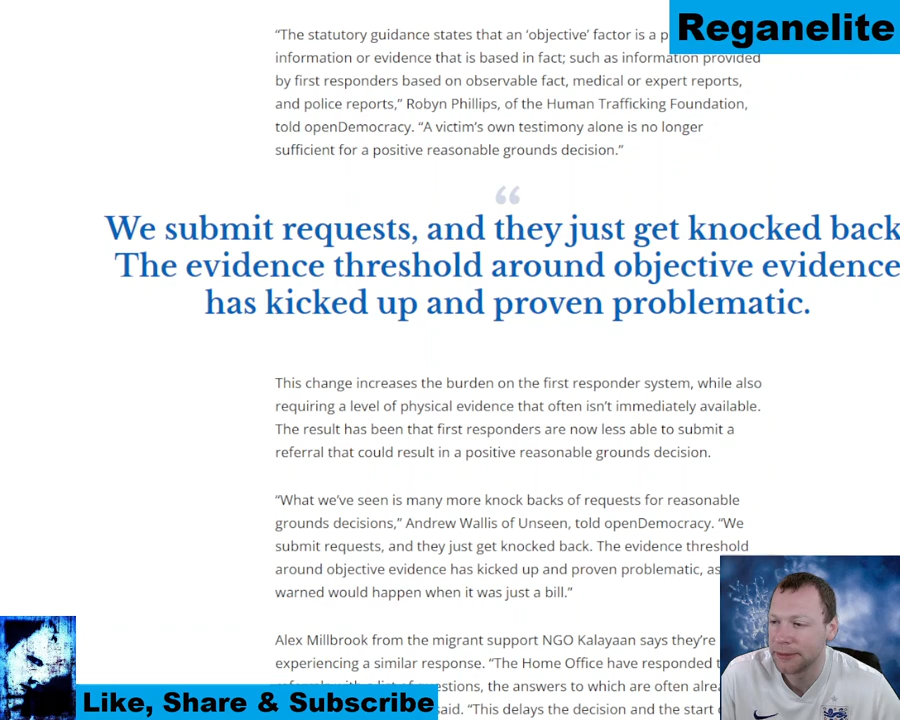 Reganelite
“The statutory guidance states that an ‘objective’ factor is a
information or evidence that is based in fact; such as information provided
by first responders based on observable fact, medical or expert reports,
and police reports,” Robyn Phillips, of the Human Trafficking Foundation,
told openDemocracy. “A victim’s own testimony alone is no longer
sufficient for a positive reasonable grounds decision.”
“
We submit requests, and they just get knocked back
The evidence threshold around objective evidence
has kicked up and proven problematic.
This change increases the burden on the first responder system, while also
requiring a level of physical evidence that often isn’t immediately available.
The result has been that first responders are now less able to submit a
referral that could result in a positive reasonable grounds decision.
“What we’ve seen is many more knock backs of requests for reasonable
grounds decisions,” Andrew Wallis of Unseen, told openDemocracy. “We
submit requests, and they just get knocked back. The evidence threshold
around objective evidence has kicked up and proven problematic, as
warned would happen when it was just a bill.”
Alex Millbrook from the migrant support NGO Kalayaan says they’re
experiencing a similar response. “The Home Office have responded
the answers to which are often
said. “This delays the decision and the start
Like, Share & Subscribe